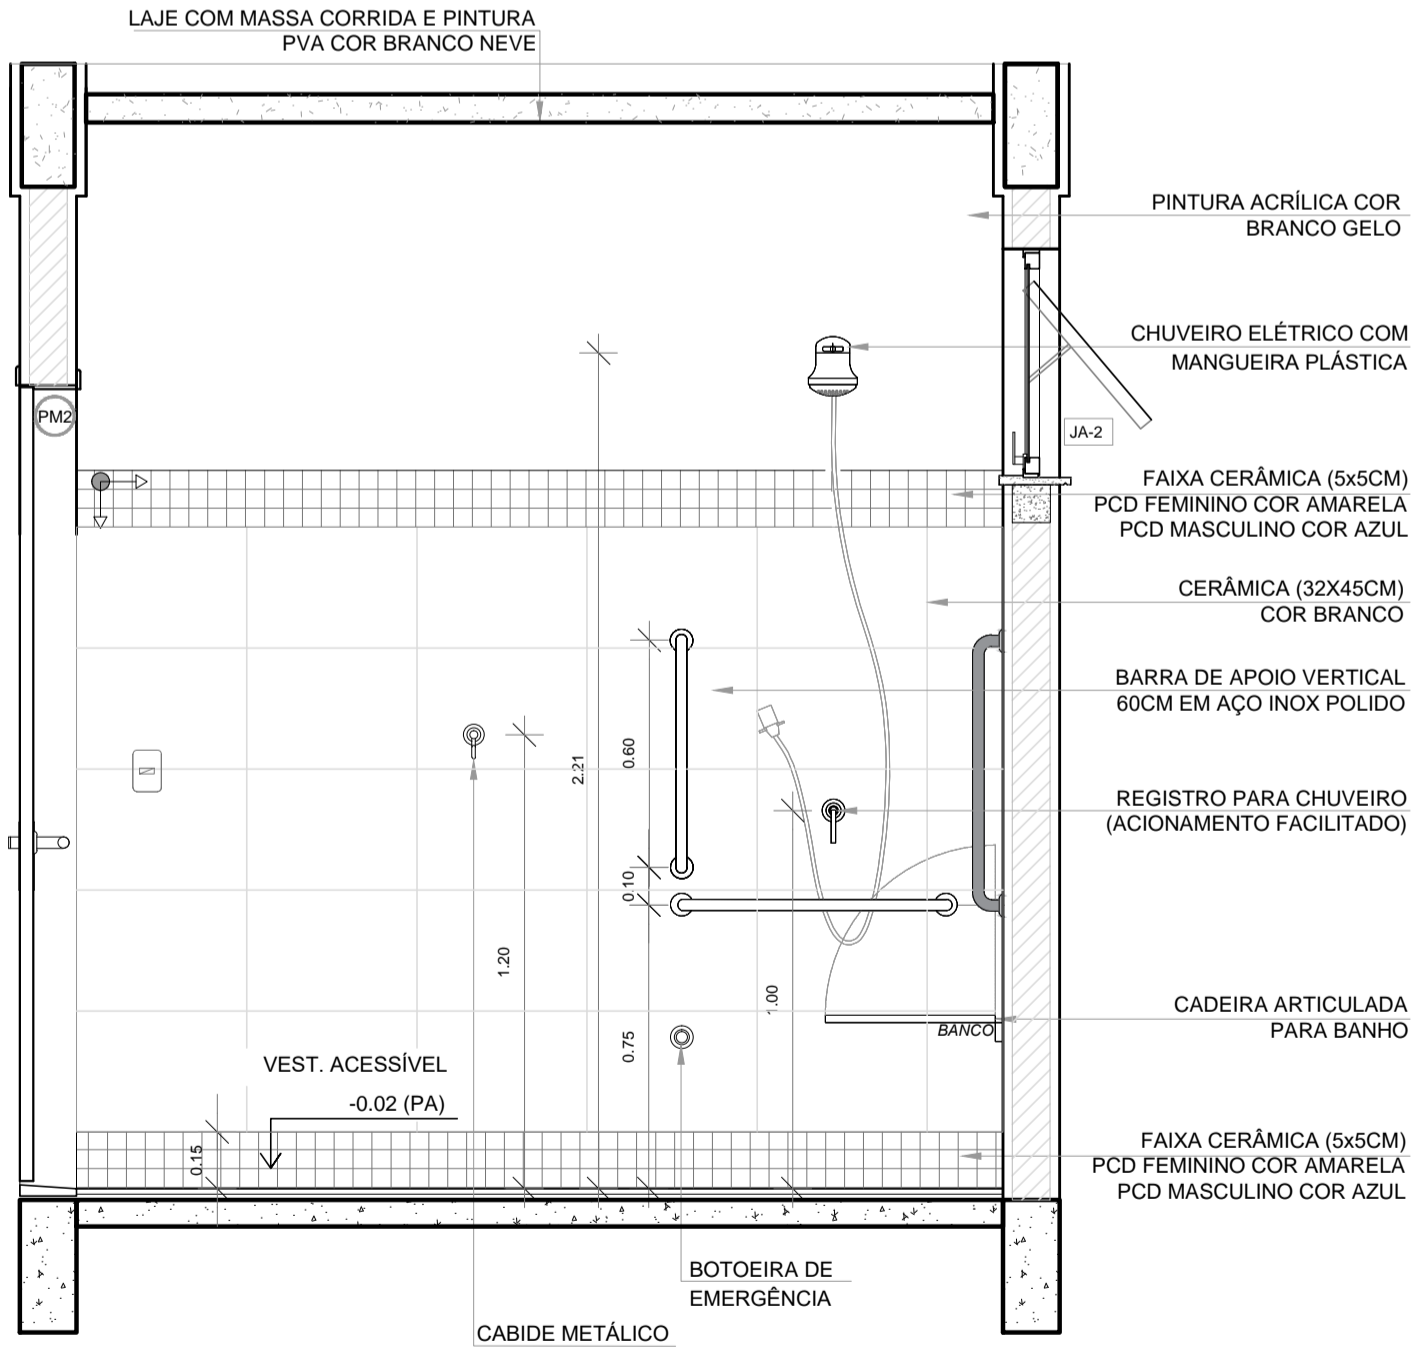 LAJE COM MASSA CORRIDA E PINTURA
PVA COR BRANCO NEVE
PINTURA ACRÍLICA COR
BRANCO GELO
CHUVEIRO ELÉTRICO COM
MANGUEIRA PLÁSTICA
PM2
JA-2
FAIXA CERÂMICA (5x5CM)
PCD FEMININO COR AMARELA
PCD MASCULINO COR AZUL
CERÂMICA (32X45CM)
COR BRANCO
BARRA DE APOIO VERTICAL
60CM EM AÇO INOX POLIDO
2.21
0.60
REGISTRO PARA CHUVEIRO
(ACIONAMENTO FACILITADO)
0.10
1.20
1.00
0.75
CADEIRA ARTICULADA
PARA BANHO
BANCO
VEST. ACESSÍVEL
-0.02 (PA)
0.15
FAIXA CERÂMICA (5x5CM)
PCD FEMININO COR AMARELA
PCD MASCULINO COR AZUL
BOTOEIRA DE
EMERGÊNCIA
CABIDE METÁLICO